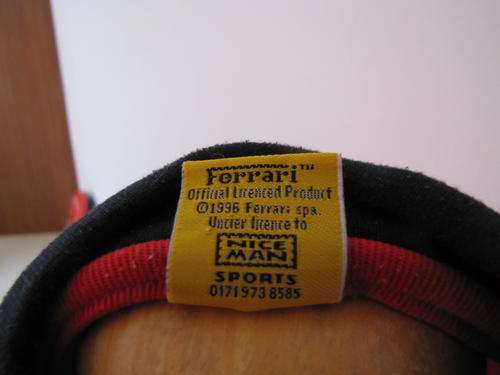 Ferrari™
Official Licenced Product
©1996 Ferrari spa.
Under licence to
NICE
MAN
SPORTS
0171 973 8585